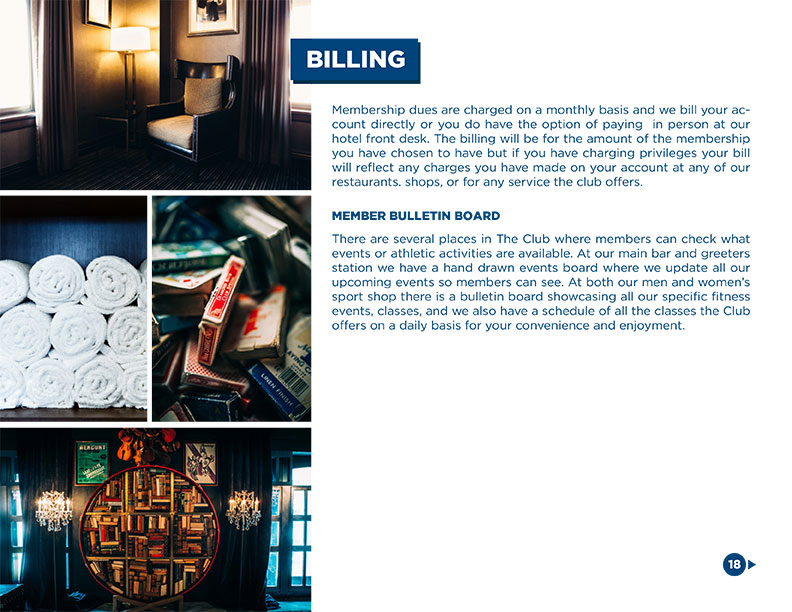 BILLING
Membership dues are charged on a monthly basis and we bill your ac-
count directly or you do have the option of paying  in person at our
hotel front desk. The billing will be for the amount of the membership
you have chosen to have but if you have charging privileges your bill
will reflect any charges you have made on your account at any of our
restaurants. shops, or for any service the club offers.
MEMBER BULLETIN BOARD
There are several places in The Club where members can check what
events or athletic activities are available. At our main bar and greeters
station we have a hand drawn events board where we update all our
upcoming events so members can see. At both our men and women's
sport shop there is a bulletin board showcasing all our specific fitness
events, classes, and we also have a schedule of all the classes the Club
offers on a daily basis for your convenience and enjoyment.
LINEN FINISH
MERCURY
18